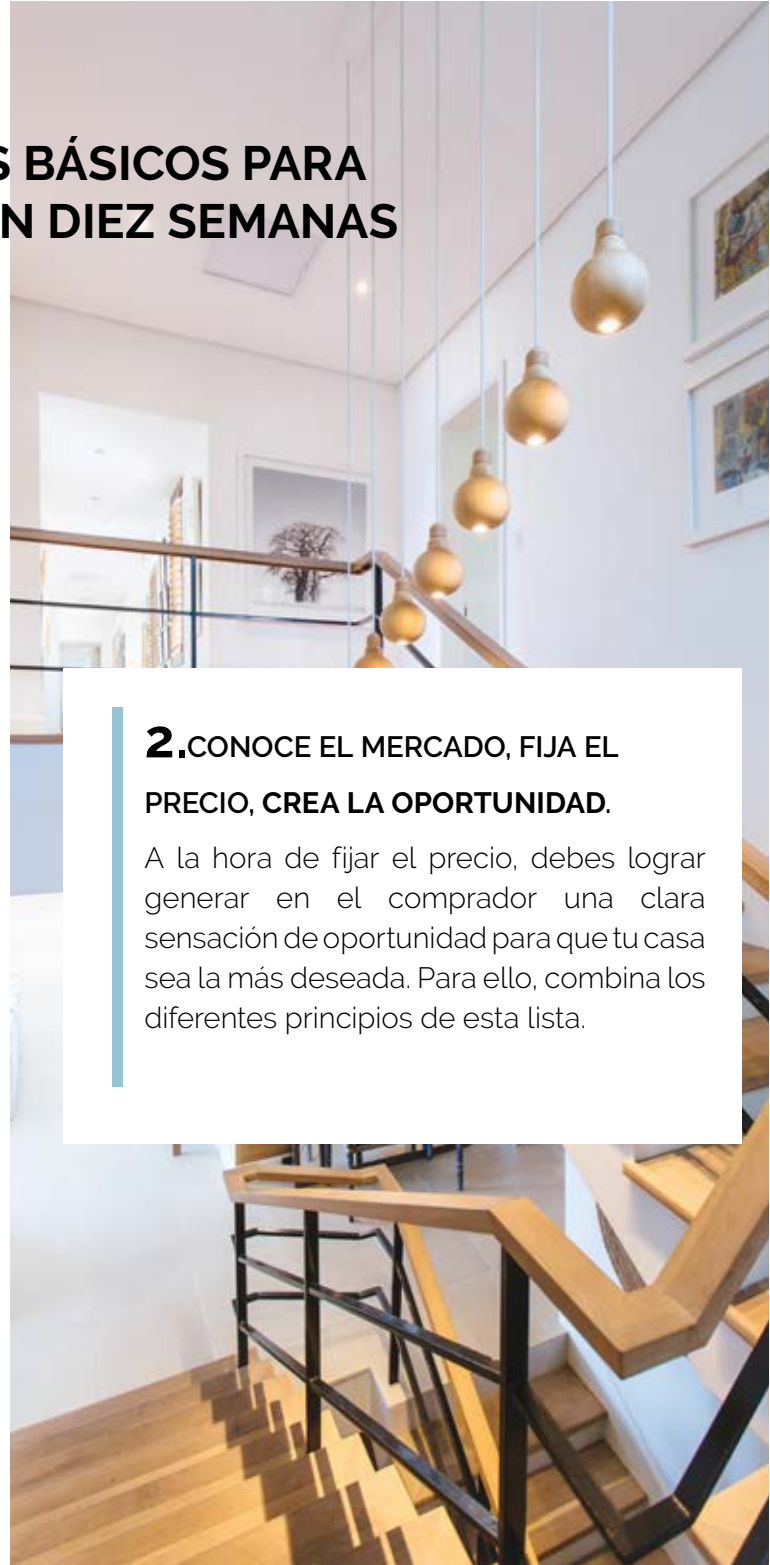 S BÁSICOS PARA
N DIEZ SEMANAS
2.CONOCE EL MERCADO, FIJA EL
PRECIO, CREA LA OPORTUNIDAD.
A la hora de fijar el precio, debes lograr
generar en el comprador una clara
sensación de oportunidad para que tu casa
sea la más deseada. Para ello, combina los
diferentes principios de esta lista.